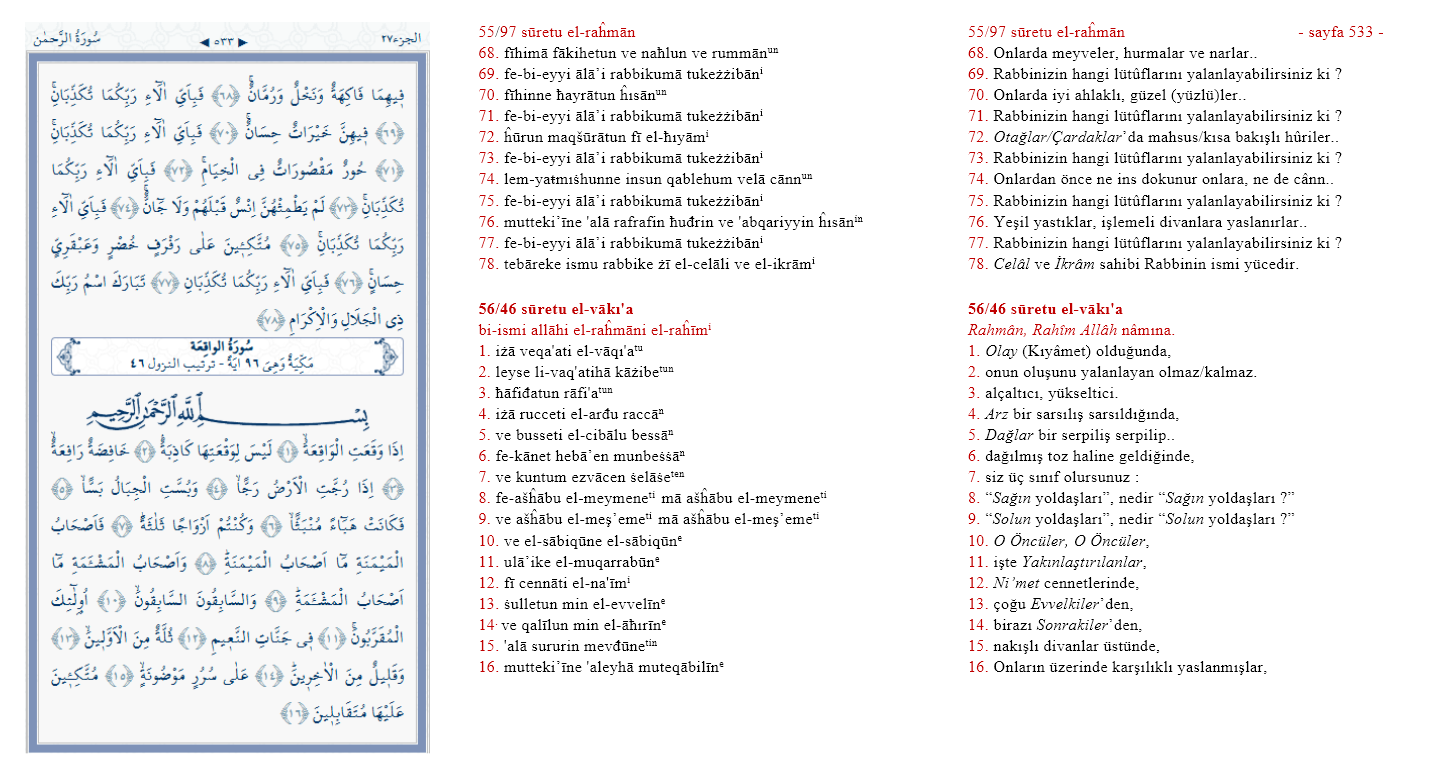 الجزء٢٧ ◄ ٥٣٣ ► سُورَةُ الرَّحْمٰنِ
فٖيهِمَا فَاكِهَةٌ وَنَخْلٌ وَرُمَّانٌۚ ﴿٦٨﴾ فَبِاَيِّ اٰلَٓاءِ رَبِّكُمَا تُكَذِّبَانِۚ
﴿٦٩﴾ فٖيهِنَّ خَيْرَاتٌ حِسَانٌۚ ﴿٧٠﴾ فَبِاَيِّ اٰلَٓاءِ رَبِّكُمَا تُكَذِّبَانِۚ
﴿٧١﴾ حُورٌ مَقْصُورَاتٌ فِى الْخِيَامِۚ ﴿٧٢﴾ فَبِاَيِّ اٰلَٓاءِ رَبِّكُمَا
تُكَذِّبَانِۚ ﴿٧٣﴾ لَمْ يَطْمِثْهُنَّ اِنْسٌ قَبْلَهُمْ وَلَا جَٓانٌّۚ ﴿٧٤﴾ فَبِاَيِّ اٰلَٓاءِ
رَبِّكُمَا تُكَذِّبَانِۚ ﴿٧٥﴾ مُتَّكِـٖٔينَ عَلٰى رَفْرَفٍ خُضْرٍ وَعَبْقَرِيٍّ
حِسَانٍۚ ﴿٧٦﴾ فَبِاَيِّ اٰلَٓاءِ رَبِّكُمَا تُكَذِّبَانِ ﴿٧٧﴾ تَبَارَكَ اسْمُ رَبِّكَ
ذِى الْجَلَالِ وَالْاِكْرَامِ ﴿٧٨﴾
سُورَةُ الْوَاقِعَة
مَكِّيَةٌ وَهِىَ ٩٦ اٰيَةً - ترتيب النزول ٤٦
بِسْمِ اللّٰهِ الرَّحْمٰنِ الرَّحٖيمِ
اِذَا وَقَعَتِ الْوَاقِعَةُۙ ﴿١﴾ لَيْسَ لِوَقْعَتِهَا كَاذِبَةٌۢ ﴿٢﴾ خَافِضَةٌ رَافِعَةٌۙ
﴿٣﴾ اِذَا رُجَّتِ الْاَرْضُ رَجًّاۙ ﴿٤﴾ وَبُسَّتِ الْجِبَالُ بَسًّاۙ ﴿٥﴾
فَكَانَتْ هَبَٓاءً مُنْبَثًّاۙ ﴿٦﴾ وَكُنْتُمْ اَزْوَاجًا ثَلٰثَةًؕ ﴿٧﴾ فَاَصْحَابُ
الْمَيْمَنَةِ مَٓا اَصْحَابُ الْمَيْمَنَةِؕ ﴿٨﴾ وَاَصْحَابُ الْمَشْـَٔمَةِ مَٓا
اَصْحَابُ الْمَشْـَٔمَةِؕ ﴿٩﴾ وَالسَّابِقُونَ السَّابِقُونَۙ ﴿١٠﴾ اُو۬لٰٓئِكَ
الْمُقَرَّبُونَۚ ﴿١١﴾ فٖى جَنَّاتِ النَّعٖيمِ ﴿١٢﴾ ثُلَّةٌ مِنَ الْاَوَّلٖينَۙ ﴿١٣﴾
وَقَلٖيلٌ مِنَ الْاٰخِرٖينَؕ ﴿١٤﴾ عَلٰى سُرُرٍ مَوْضُونَةٍۙ ﴿١٥﴾ مُتَّكِـٖٔينَ
عَلَيْهَا مُتَقَابِلٖينَ ﴿١٦﴾
55/97 sūretu el-raĥmān
68. fīhimā fākihetun ve naħlun ve rummānᵘⁿ
69. fe-bi-eyyi ālā’i rabbikumā tukeżżibānⁱ
70. fīhinne ħayrātun ĥısānᵘⁿ
71. fe-bi-eyyi ālā’i rabbikumā tukeżżibānⁱ
72. ĥūrun maqšūrātun fī el-ħıyāmⁱ
73. fe-bi-eyyi ālā’i rabbikumā tukeżżibānⁱ
74. lem-yaŧmiṡhunne insun qablehum velā cānnᵘⁿ
75. fe-bi-eyyi ālā’i rabbikumā tukeżżibānⁱ
76. mutteki’īne 'alā rafrafin ħuđrin ve 'abqariyyin ĥısānⁱⁿ
77. fe-bi-eyyi ālā’i rabbikumā tukeżżibānⁱ
78. tebāreke ismu rabbike żī el-celāli ve el-ikrāmⁱ
56/46 sūretu el-vākı'a
bi-ismi allāhi el-raĥmāni el-raĥīmⁱ
1. iżā veqa'ati el-vāqı'aᵗᵘ
2. leyse li-vaq'atihā kāżibeᵗᵘⁿ
3. ħāfiđatun rāfi'aᵗᵘⁿ
4. iżā rucceti el-arđu raccāⁿ
5. ve busseti el-cibālu bessāⁿ
6. fe-kānet hebā’en munbeṡṡāⁿ
7. ve kuntum ezvācen ṡelāṡeᵗᵉⁿ
8. fe-ašĥābu el-meymeneᵗⁱ mā ašĥābu el-meymeneᵗⁱ
9. ve ašĥābu el-meş’emeᵗⁱ mā ašĥābu el-meş’emeᵗⁱ
10. ve el-sābiqūne el-sābiqūnᵉ
11. ulā’ike el-muqarrabūnᵉ
12. fī cennāti el-na'īmⁱ
13. ṡulletun min el-evvelīnᵉ
14. ve qalīlun min el-āħırīnᵉ
15. 'alā sururin mevđūneᵗⁱⁿ
16. mutteki’īne 'aleyhā muteqābilīnᵉ
55/97 sūretu el-raĥmān - sayfa 533 -
68. Onlarda meyveler, hurmalar ve narlar..
69. Rabbinizin hangi lütûflarını yalanlayabilirsiniz ki ?
70. Onlarda iyi ahlaklı, güzel (yüzlü)ler..
71. Rabbinizin hangi lütûflarını yalanlayabilirsiniz ki ?
72. Otağlar/Çardaklar’da mahsus/kısa bakışlı hûriler..
73. Rabbinizin hangi lütûflarını yalanlayabilirsiniz ki ?
74. Onlardan önce ne ins dokunur onlara, ne de cânn..
75. Rabbinizin hangi lütûflarını yalanlayabilirsiniz ki ?
76. Yeşil yastıklar, işlemeli divanlara yaslanırlar..
77. Rabbinizin hangi lütûflarını yalanlayabilirsiniz ki ?
78. Celâl ve İkrâm sahibi Rabbinin ismi yücedir.
56/46 sūretu el-vākı'a
Rahmân, Rahîm Allâh nâmına.
1. Olay (Kıyâmet) olduğunda,
2. onun oluşunu yalanlayan olmaz/kalmaz.
3. alçaltıcı, yükseltici.
4. Arz bir sarsılış sarsıldığında,
5. Dağlar bir serpiliş serpilip..
6. dağılmış toz haline geldiğinde,
7. siz üç sınıf olursunuz :
8. “Sağın yoldaşları”, nedir “Sağın yoldaşları ?”
9. “Solun yoldaşları”, nedir “Solun yoldaşları ?”
10. O Öncüler, O Öncüler,
11. işte Yakınlaştırılanlar,
12. Ni’met cennetlerinde,
13. çoğu Evvelkiler’den,
14. birazı Sonrakiler’den,
15. nakışlı divanlar üstünde,
16. Onların üzerinde karşılıklı yaslanmışlar,